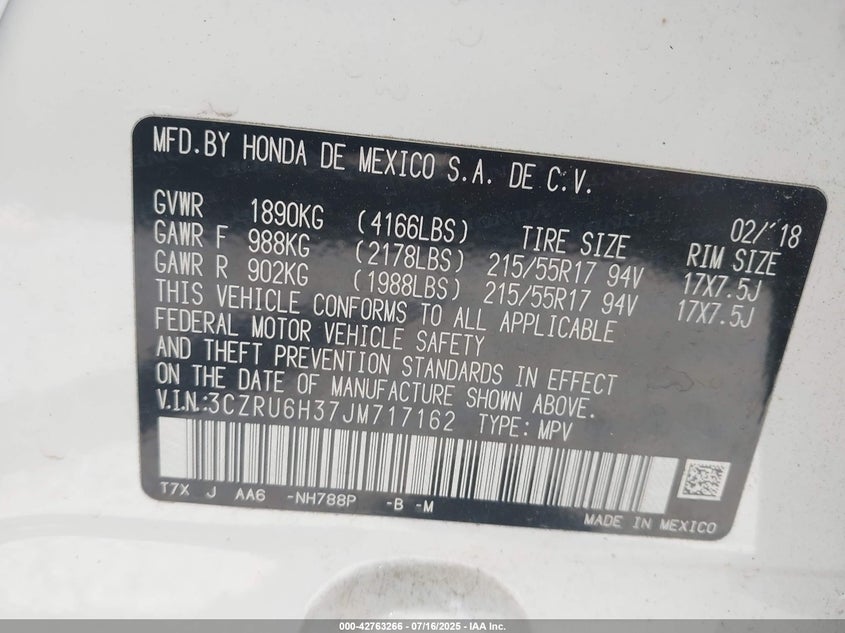 MFD. BY HONDA DE MEXICO S.A. DE C.V.
02/'18
GVWR 1890KG (4166LBS) TIRE SIZE RIM SIZE
GAWR F 988KG (2178LBS) 215/55R17 94V 17X7.5J
GAWR R 902KG (1988LBS) 215/55R17 94V 17X7.5J
THIS VEHICLE CONFORMS TO ALL APPLICABLE
FEDERAL MOTOR VEHICLE SAFETY
AND THEFT PREVENTION STANDARDS IN EFFECT
ON THE DATE OF MANUFACTURE SHOWN ABOVE.
V.I.N.:3CZRU6H37JM717162 TYPE: MPV
T7X J AA6 -NH788P -B -M
MADE IN MEXICO
000-42763266 - 07/16/2025 - IAA Inc.